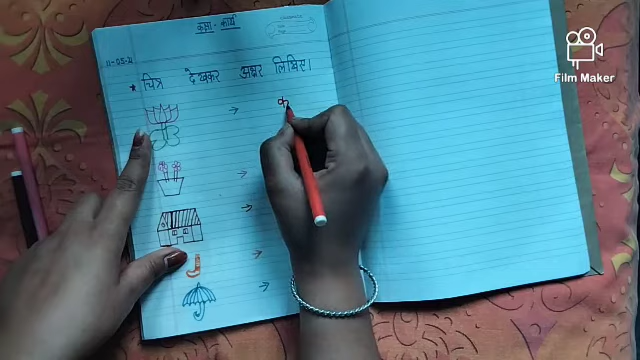 कक्षा - कार्य
11-05-21
★ चित्र देखकर अक्षर लिखिए।
→ क
→
→
→
→
Film Maker